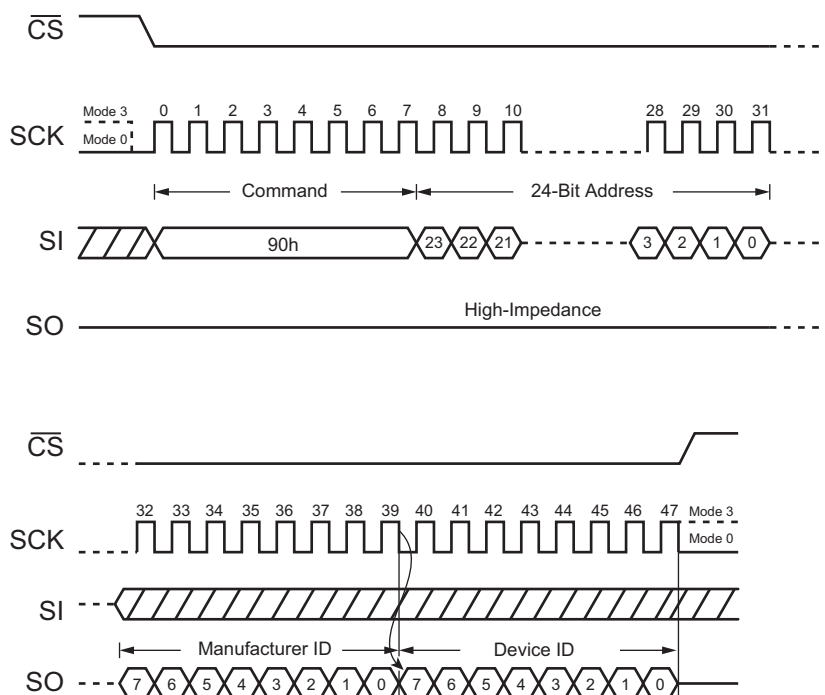 CS
Mode 3
0 1 2 3 4 5 6 7 8 9 10 28 29 30 31
SCK
Mode 0
Command
24-Bit Address
SI
90h
23 22 21 3 2 1 0
High-Impedance
SO
CS
32 33 34 35 36 37 38 39 40 41 42 43 44 45 46 47
Mode 3
SCK
Mode 0
SI
Manufacturer ID
Device ID
SO
7 6 5 4 3 2 1 0 7 6 5 4 3 2 1 0